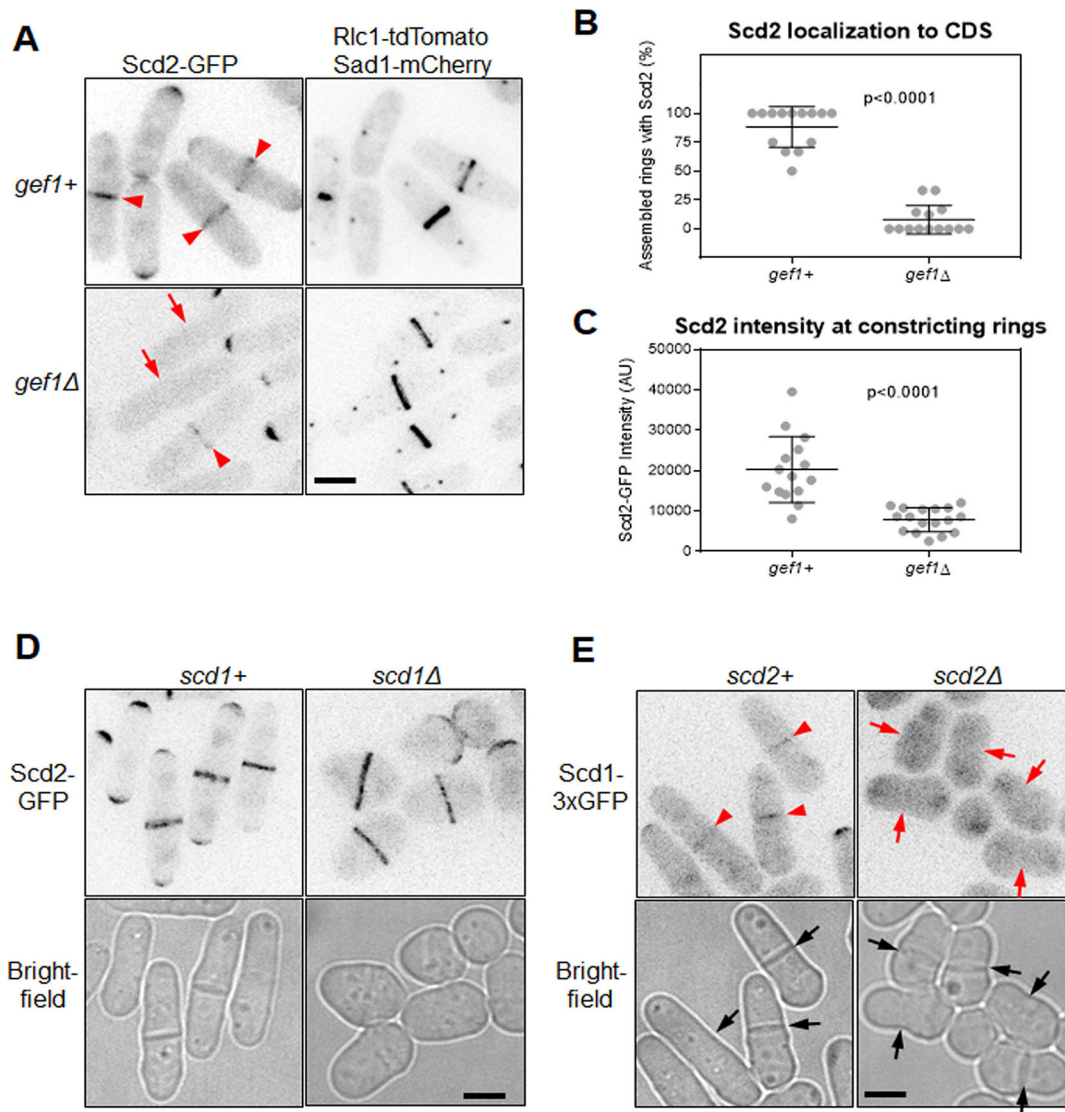 A
Scd2-GFP
Rlc1-tdTomato
Sad1-mCherry
gef1+
gef1Δ
B
Scd2 localization to CDS
Assembled rings with Scd2 (%)
100
75
50
25
0
p<0.0001
gef1+
gef1Δ
C
Scd2 intensity at constricting rings
Scd2-GFP Intensity (AU)
50000
40000
30000
20000
10000
0
p<0.0001
gef1+
gef1Δ
D
scd1+
scd1Δ
Scd2-
GFP
Bright-
field
E
scd2+
scd2Δ
Scd1-
3xGFP
Bright-
field